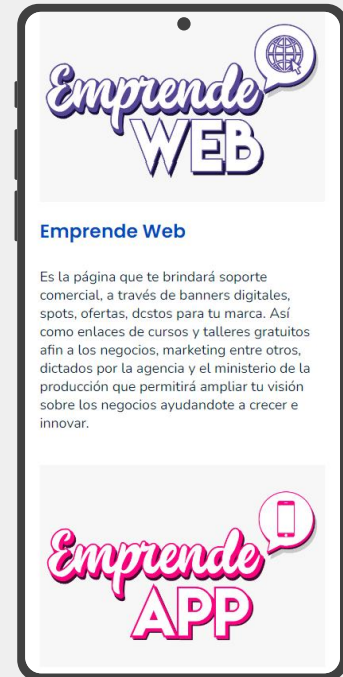 Emprende
WEB
Emprende Web
Es la página que te brindará soporte
comercial, a través de banners digitales,
spots, ofertas, dcstos para tu marca. Así
como enlaces de cursos y talleres gratuitos
afin a los negocios, marketing entre otros,
dictados por la agencia y el ministerio de la
producción que permitirá ampliar tu visión
sobre los negocios ayudandote a crecer e
innovar.
Emprende
APP